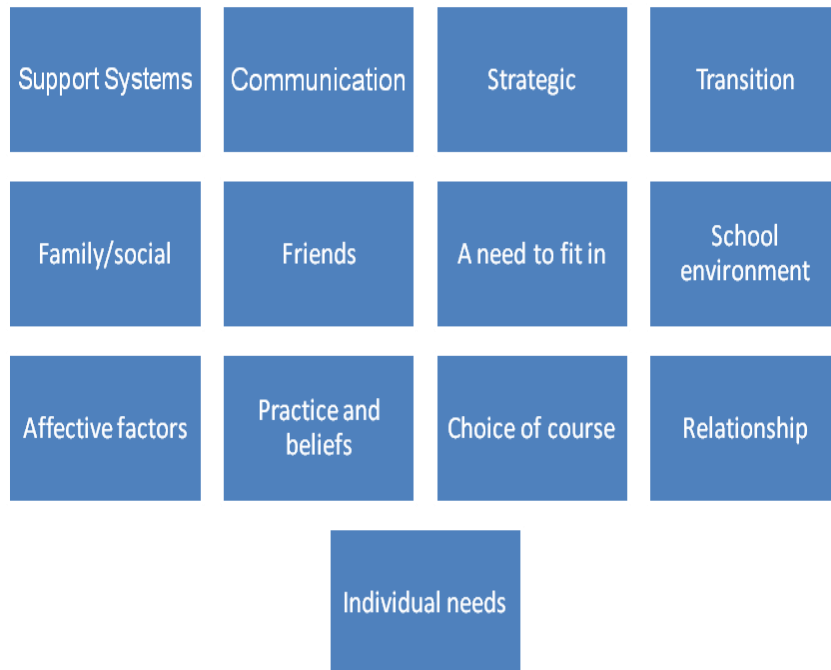 Support Systems
Communication
Strategic
Transition
Family/social
Friends
A need to fit in
School
environment
Affective factors
Practice and
beliefs
Choice of course
Relationship
Individual needs